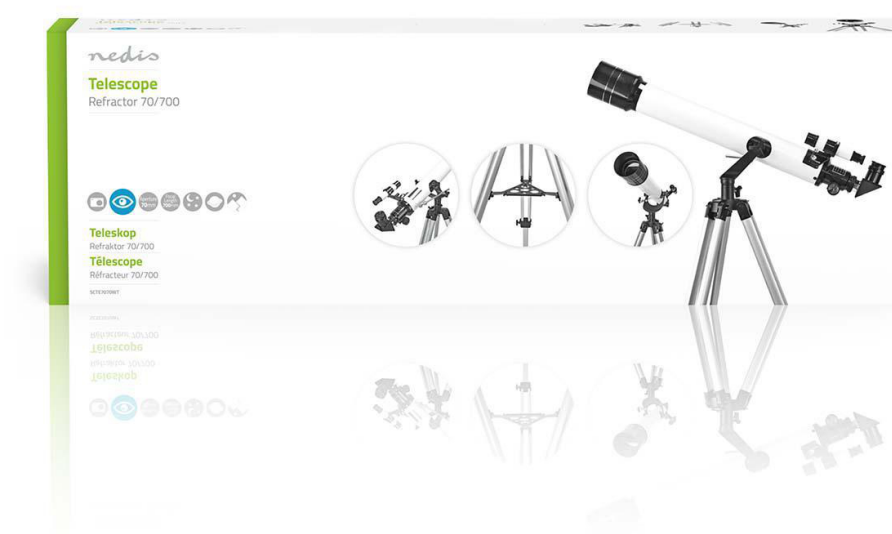 nedis
Telescope
Refractor 70/700
Teleskop
Refraktor 70/700
Télescope
Réfracteur 70/700